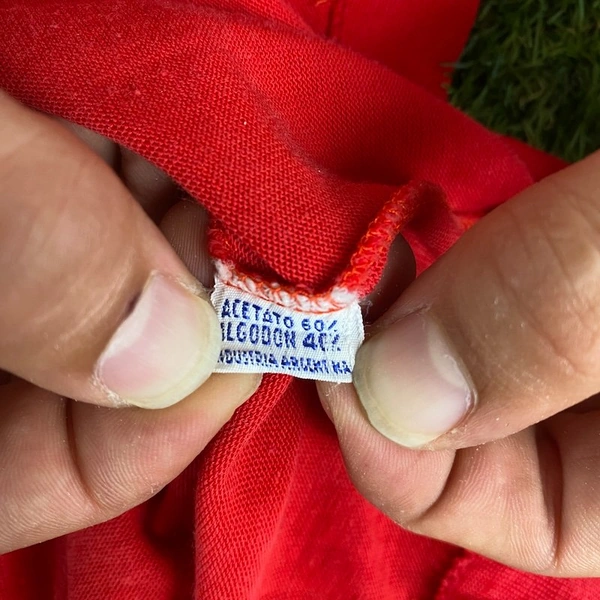 ACETATO 60%
ALGODON 40%
INDUSTRIA ARGENTINA